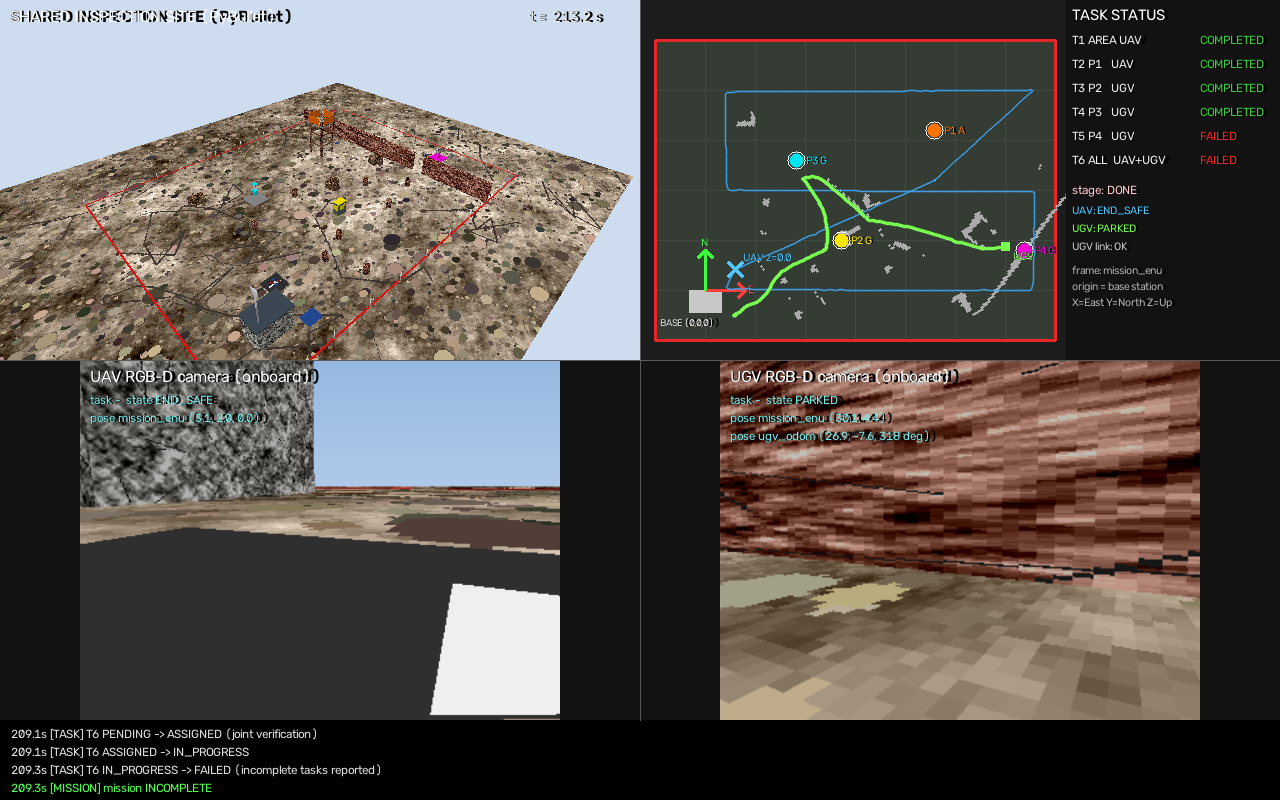 SHARED INSPECTION SITE (PyBullet)
t = 213.2 s
P1 A
P3 G
P2 G
P4 G
N
E
UAV z=0.0
BASE (0,0,0)
TASK STATUS
T1 AREA UAV COMPLETED
T2 P1 UAV COMPLETED
T3 P2 UGV COMPLETED
T4 P3 UGV COMPLETED
T5 P4 UGV FAILED
T6 ALL UAV+UGV FAILED
stage: DONE
UAV: END_SAFE
UGV: PARKED
UGV link: OK
frame: mission_enu
origin = base station
X=East Y=North Z=Up
UAV RGB-D camera (onboard)
task - state END_SAFE
pose mission_enu
UGV RGB-D camera (onboard)
task - state PARKED
pose mission_enu
pose ugv_odom (26.9, -7.6, 318 deg)
209.1s [TASK] T6 PENDING -> ASSIGNED (joint verification)
209.1s [TASK] T6 ASSIGNED -> IN_PROGRESS
209.3s [TASK] T6 IN_PROGRESS -> FAILED (incomplete tasks reported)
209.3s [MISSION] mission INCOMPLETE